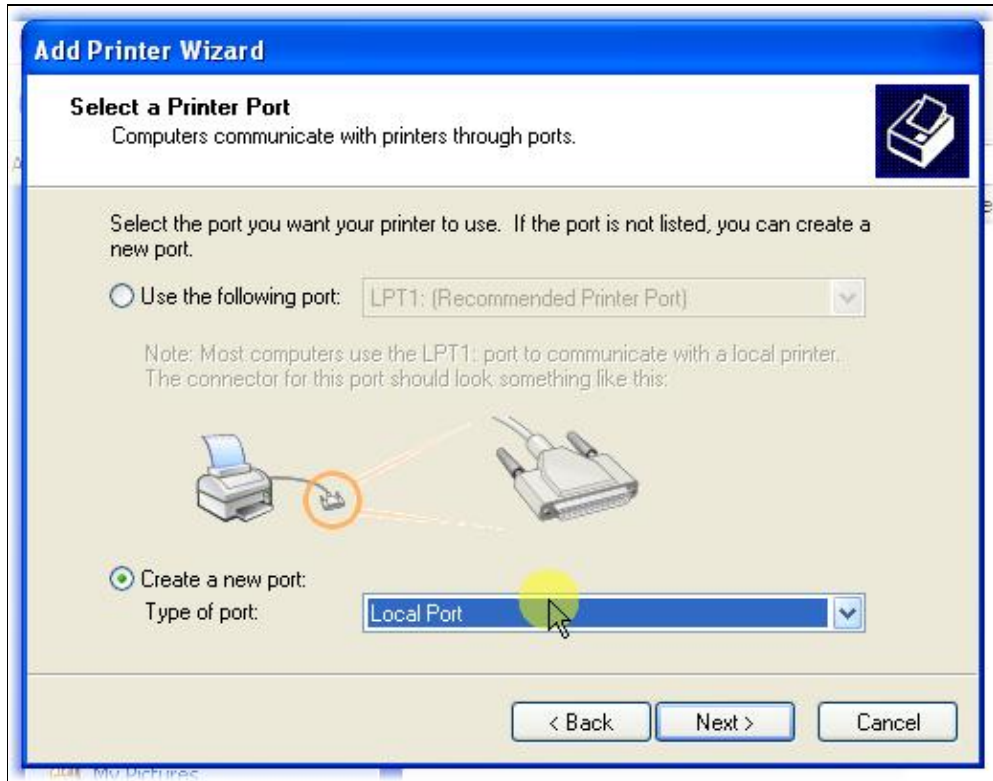 Add Printer Wizard
Select a Printer Port
Computers communicate with printers through ports.
Select the port you want your printer to use. If the port is not listed, you can create a
new port.
Use the following port:
LPT1: (Recommended Printer Port)
Note: Most computers use the LPT1: port to communicate with a local printer.
The connector for this port should look something like this:
Create a new port:
Type of port:
Local Port
< Back
Next >
Cancel
My Pictures